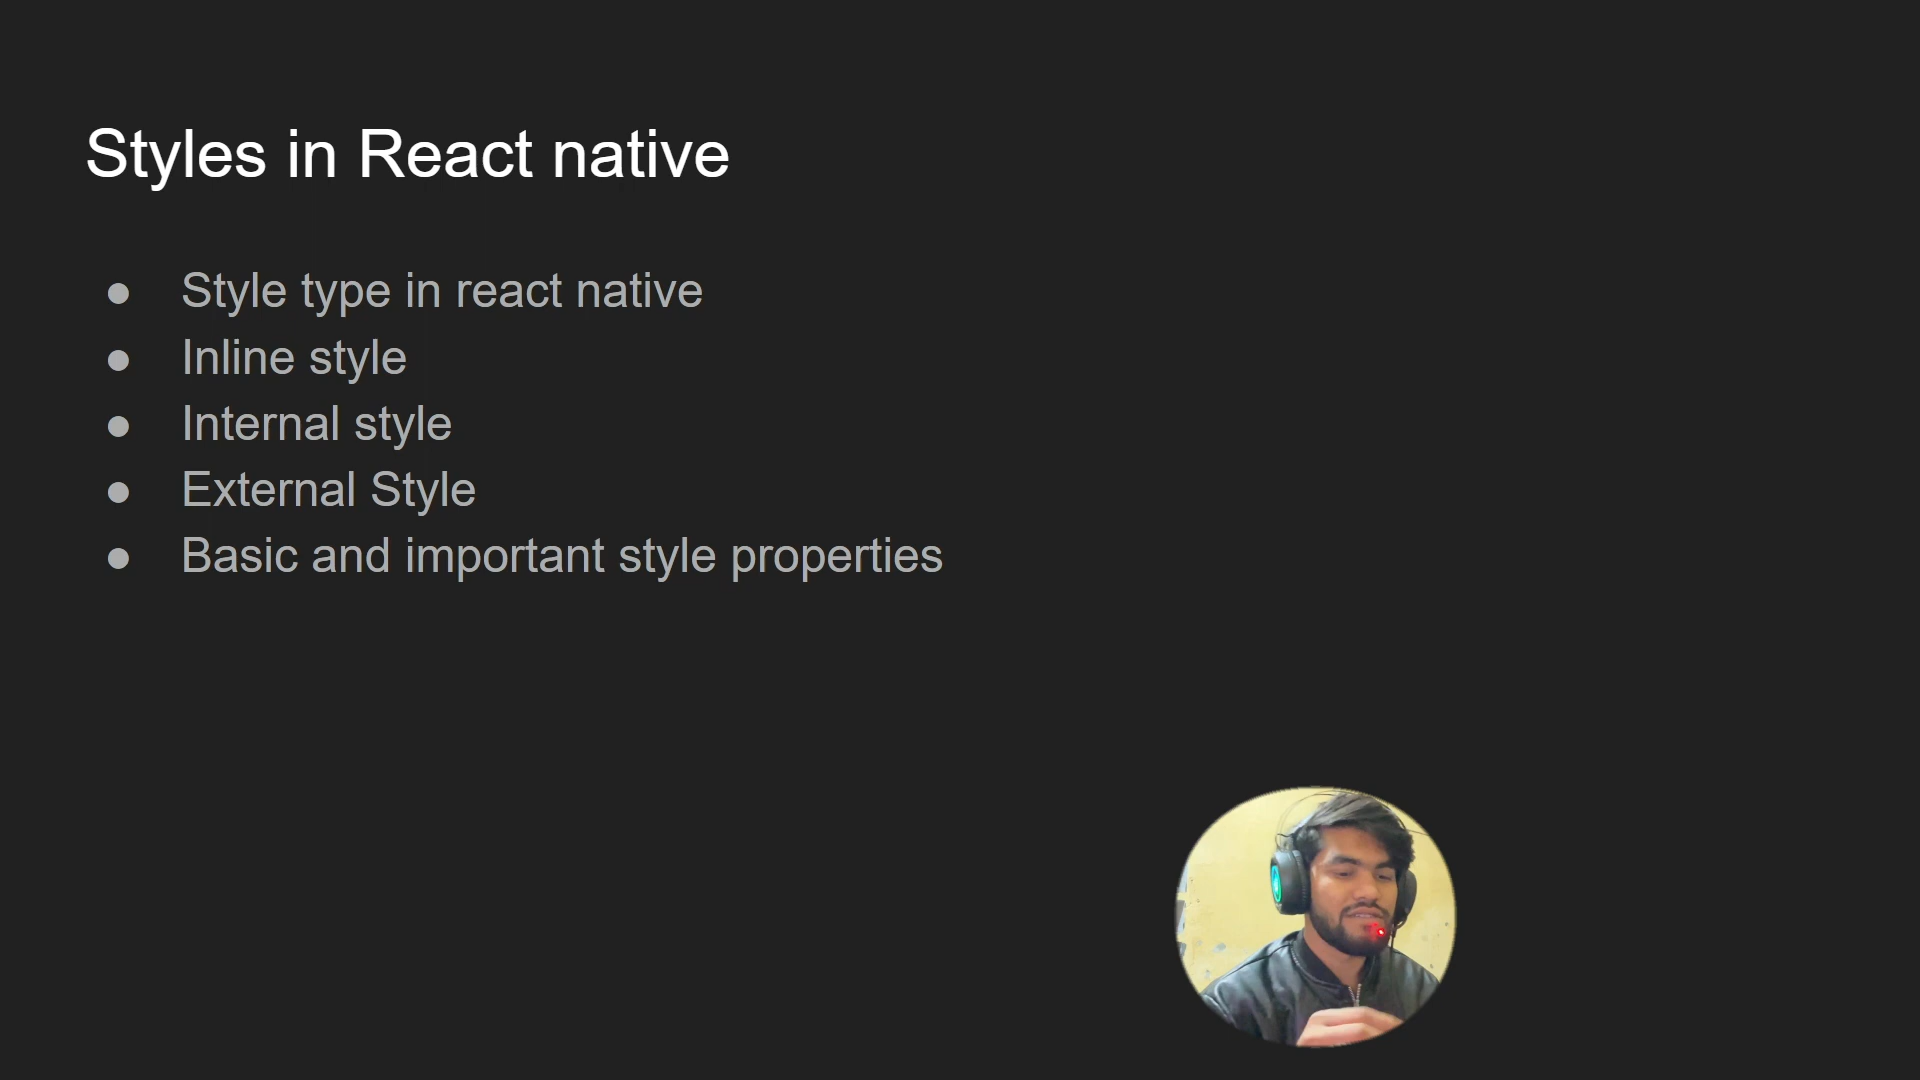 Styles in React native
● Style type in react native
● Inline style
● Internal style
● External Style
● Basic and important style properties